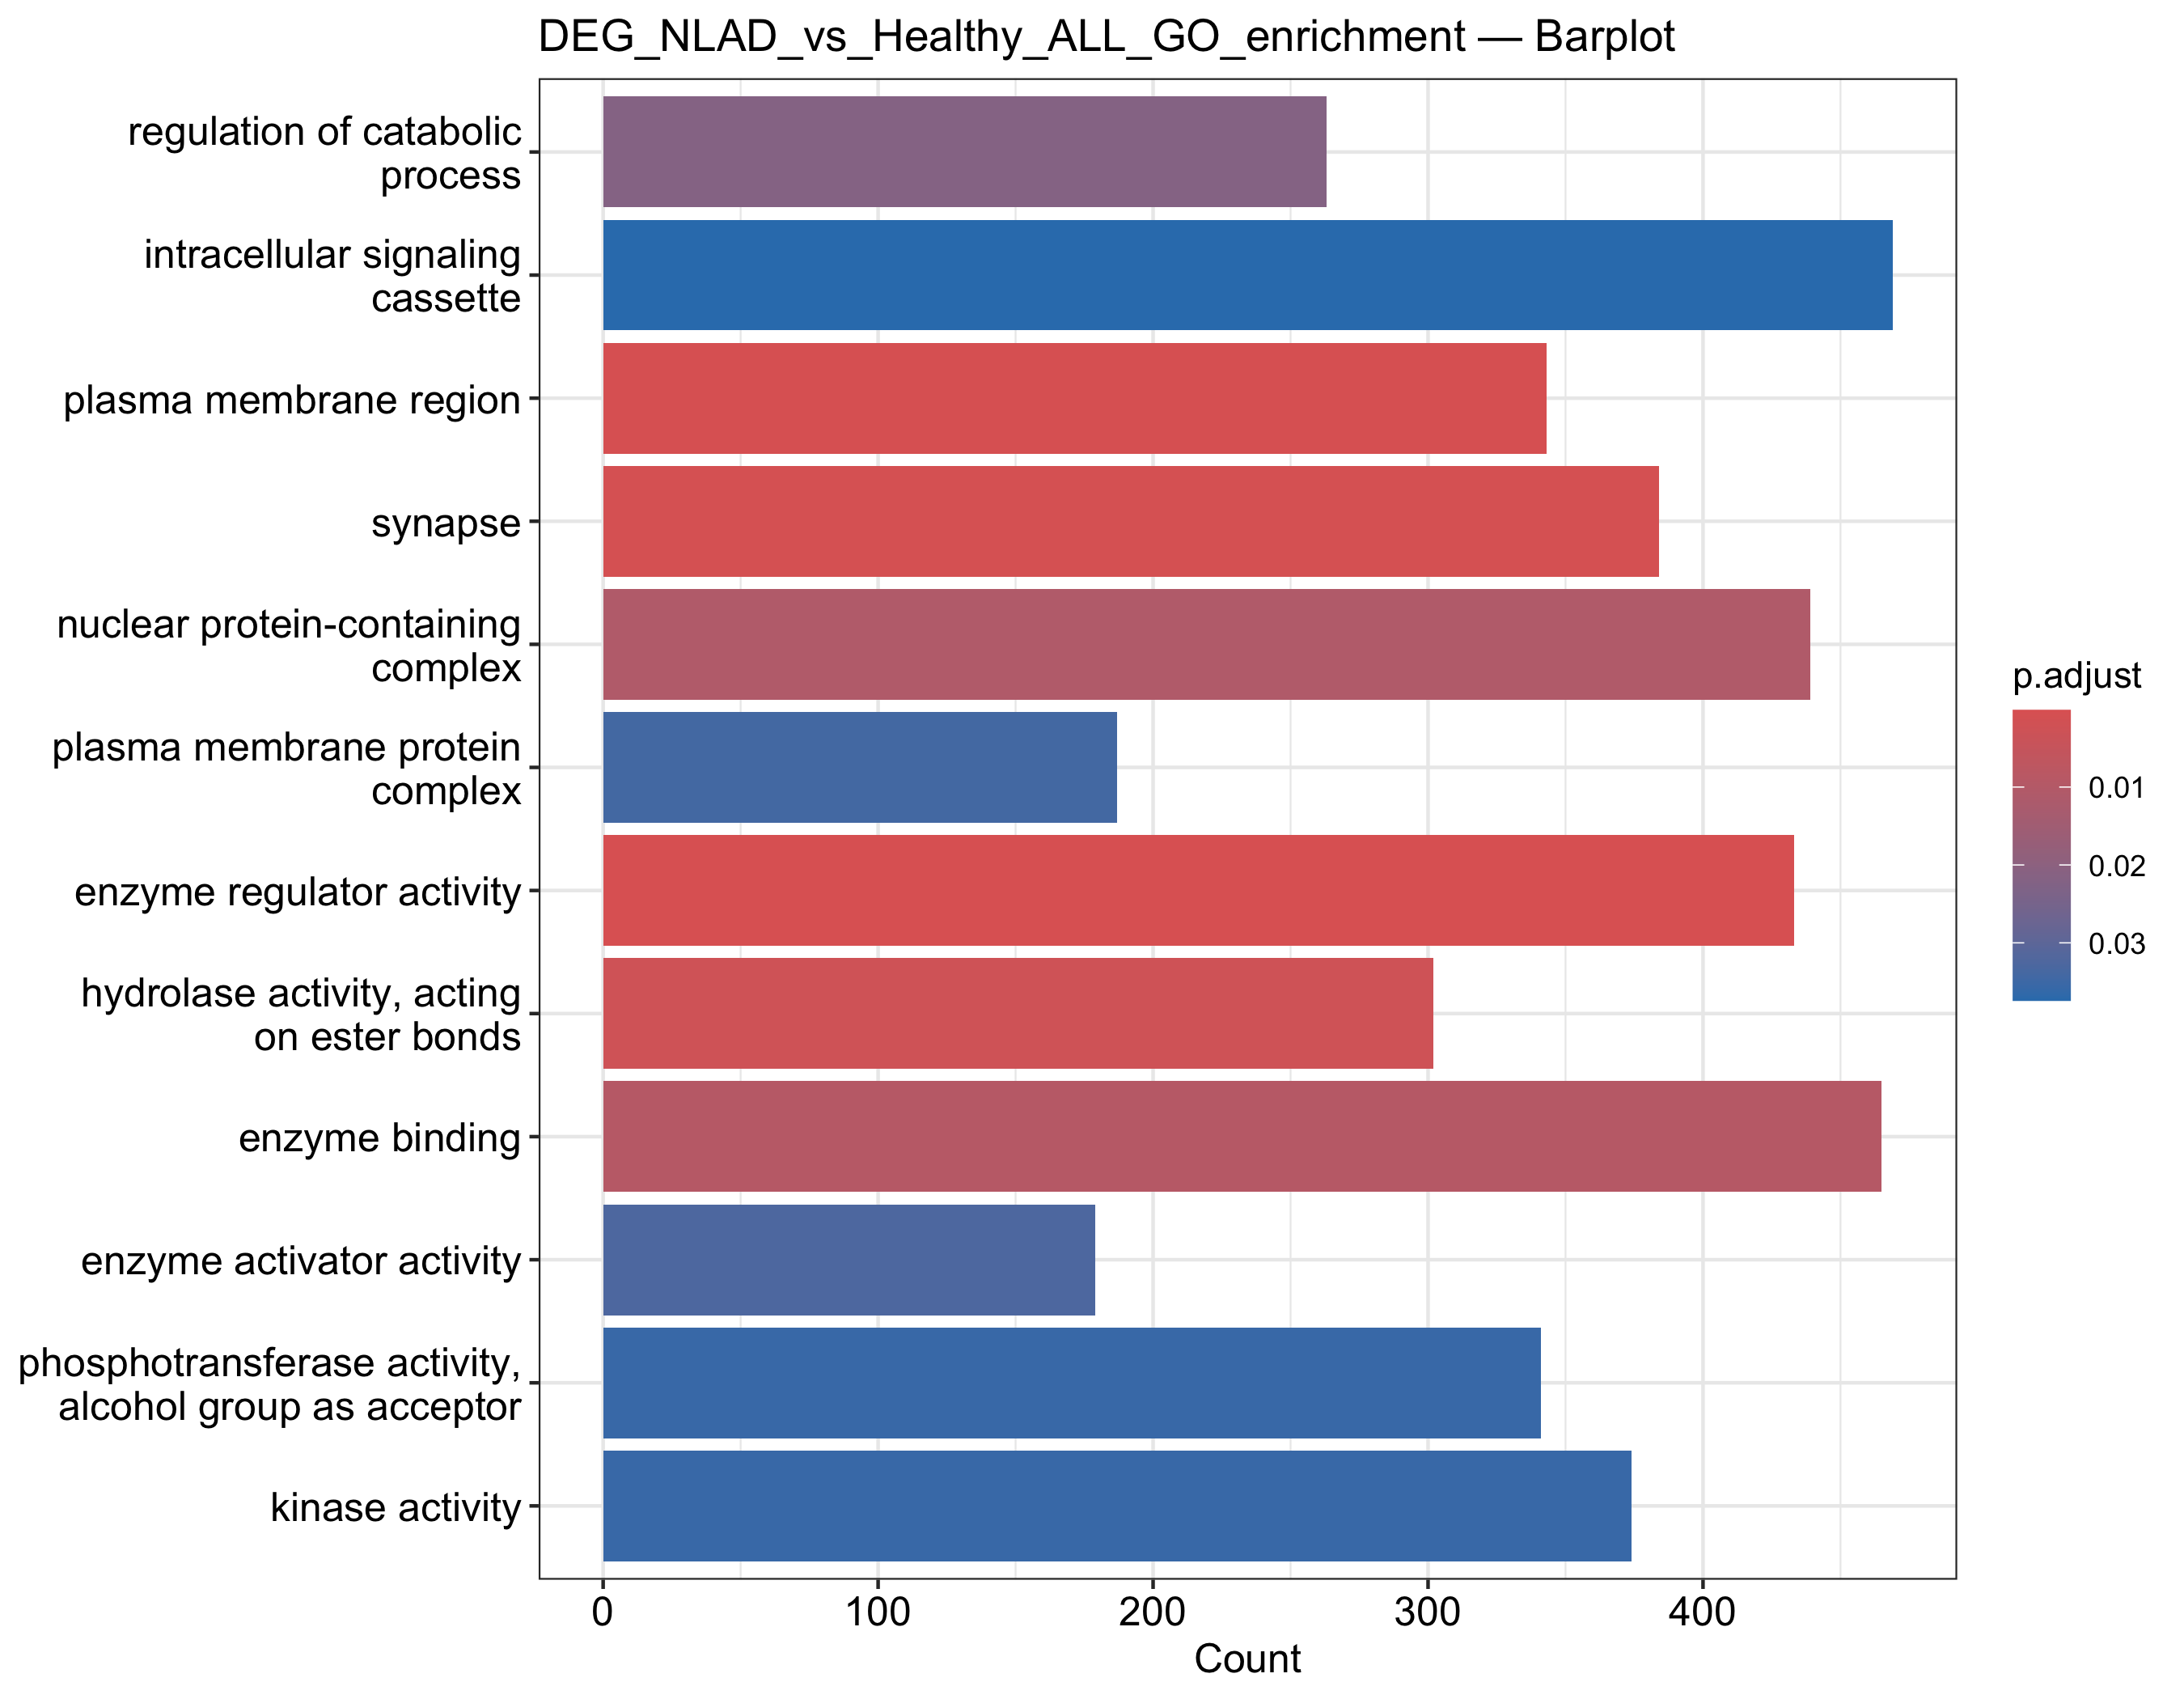 DEG_NLAD_vs_Healthy_ALL_GO_enrichment — Barplot
regulation of catabolic
process
intracellular signaling
cassette
plasma membrane region
synapse
nuclear protein-containing
complex
plasma membrane protein
complex
enzyme regulator activity
hydrolase activity, acting
on ester bonds
enzyme binding
enzyme activator activity
phosphotransferase activity,
alcohol group as acceptor
kinase activity
0 100 200 300 400
Count
p.adjust
0.01
0.02
0.03